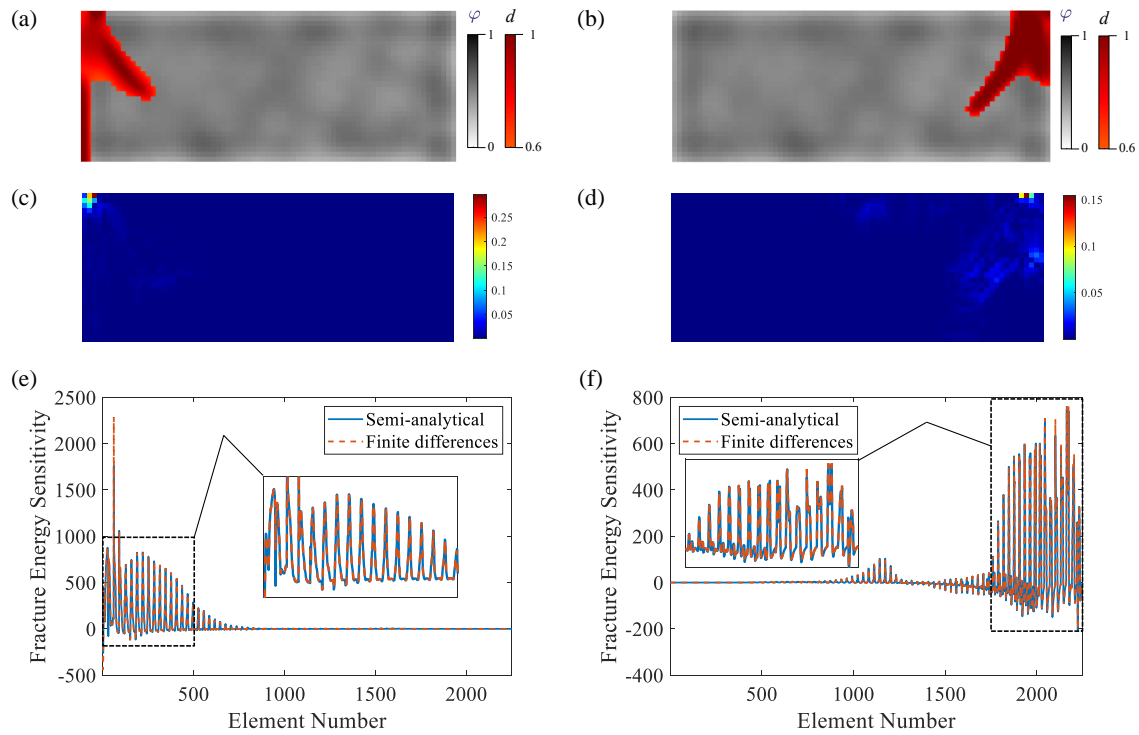 (a)
φ
d
1
1
0
0.6
(b)
φ
d
1
1
0
0.6
(c)
0.25
0.2
0.15
0.1
0.05
(d)
0.15
0.1
0.05
(e)
2500
2000
1500
1000
500
0
-500
Fracture Energy Sensitivity
Semi-analytical
Finite differences
500
1000
1500
2000
Element Number
(f)
800
600
400
200
0
-200
-400
Fracture Energy Sensitivity
Semi-analytical
Finite differences
500
1000
1500
2000
Element Number